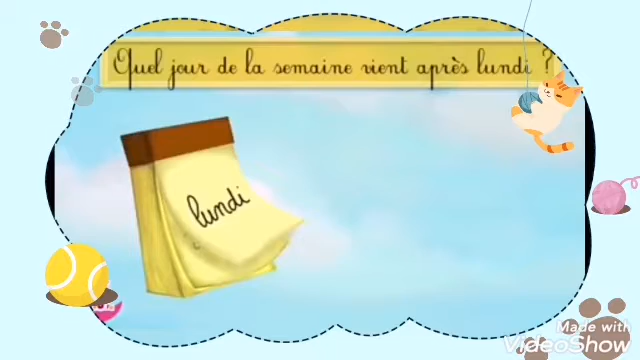 Quel jour de la semaine vient après lundi ?
lundi
Made with
VideoShow